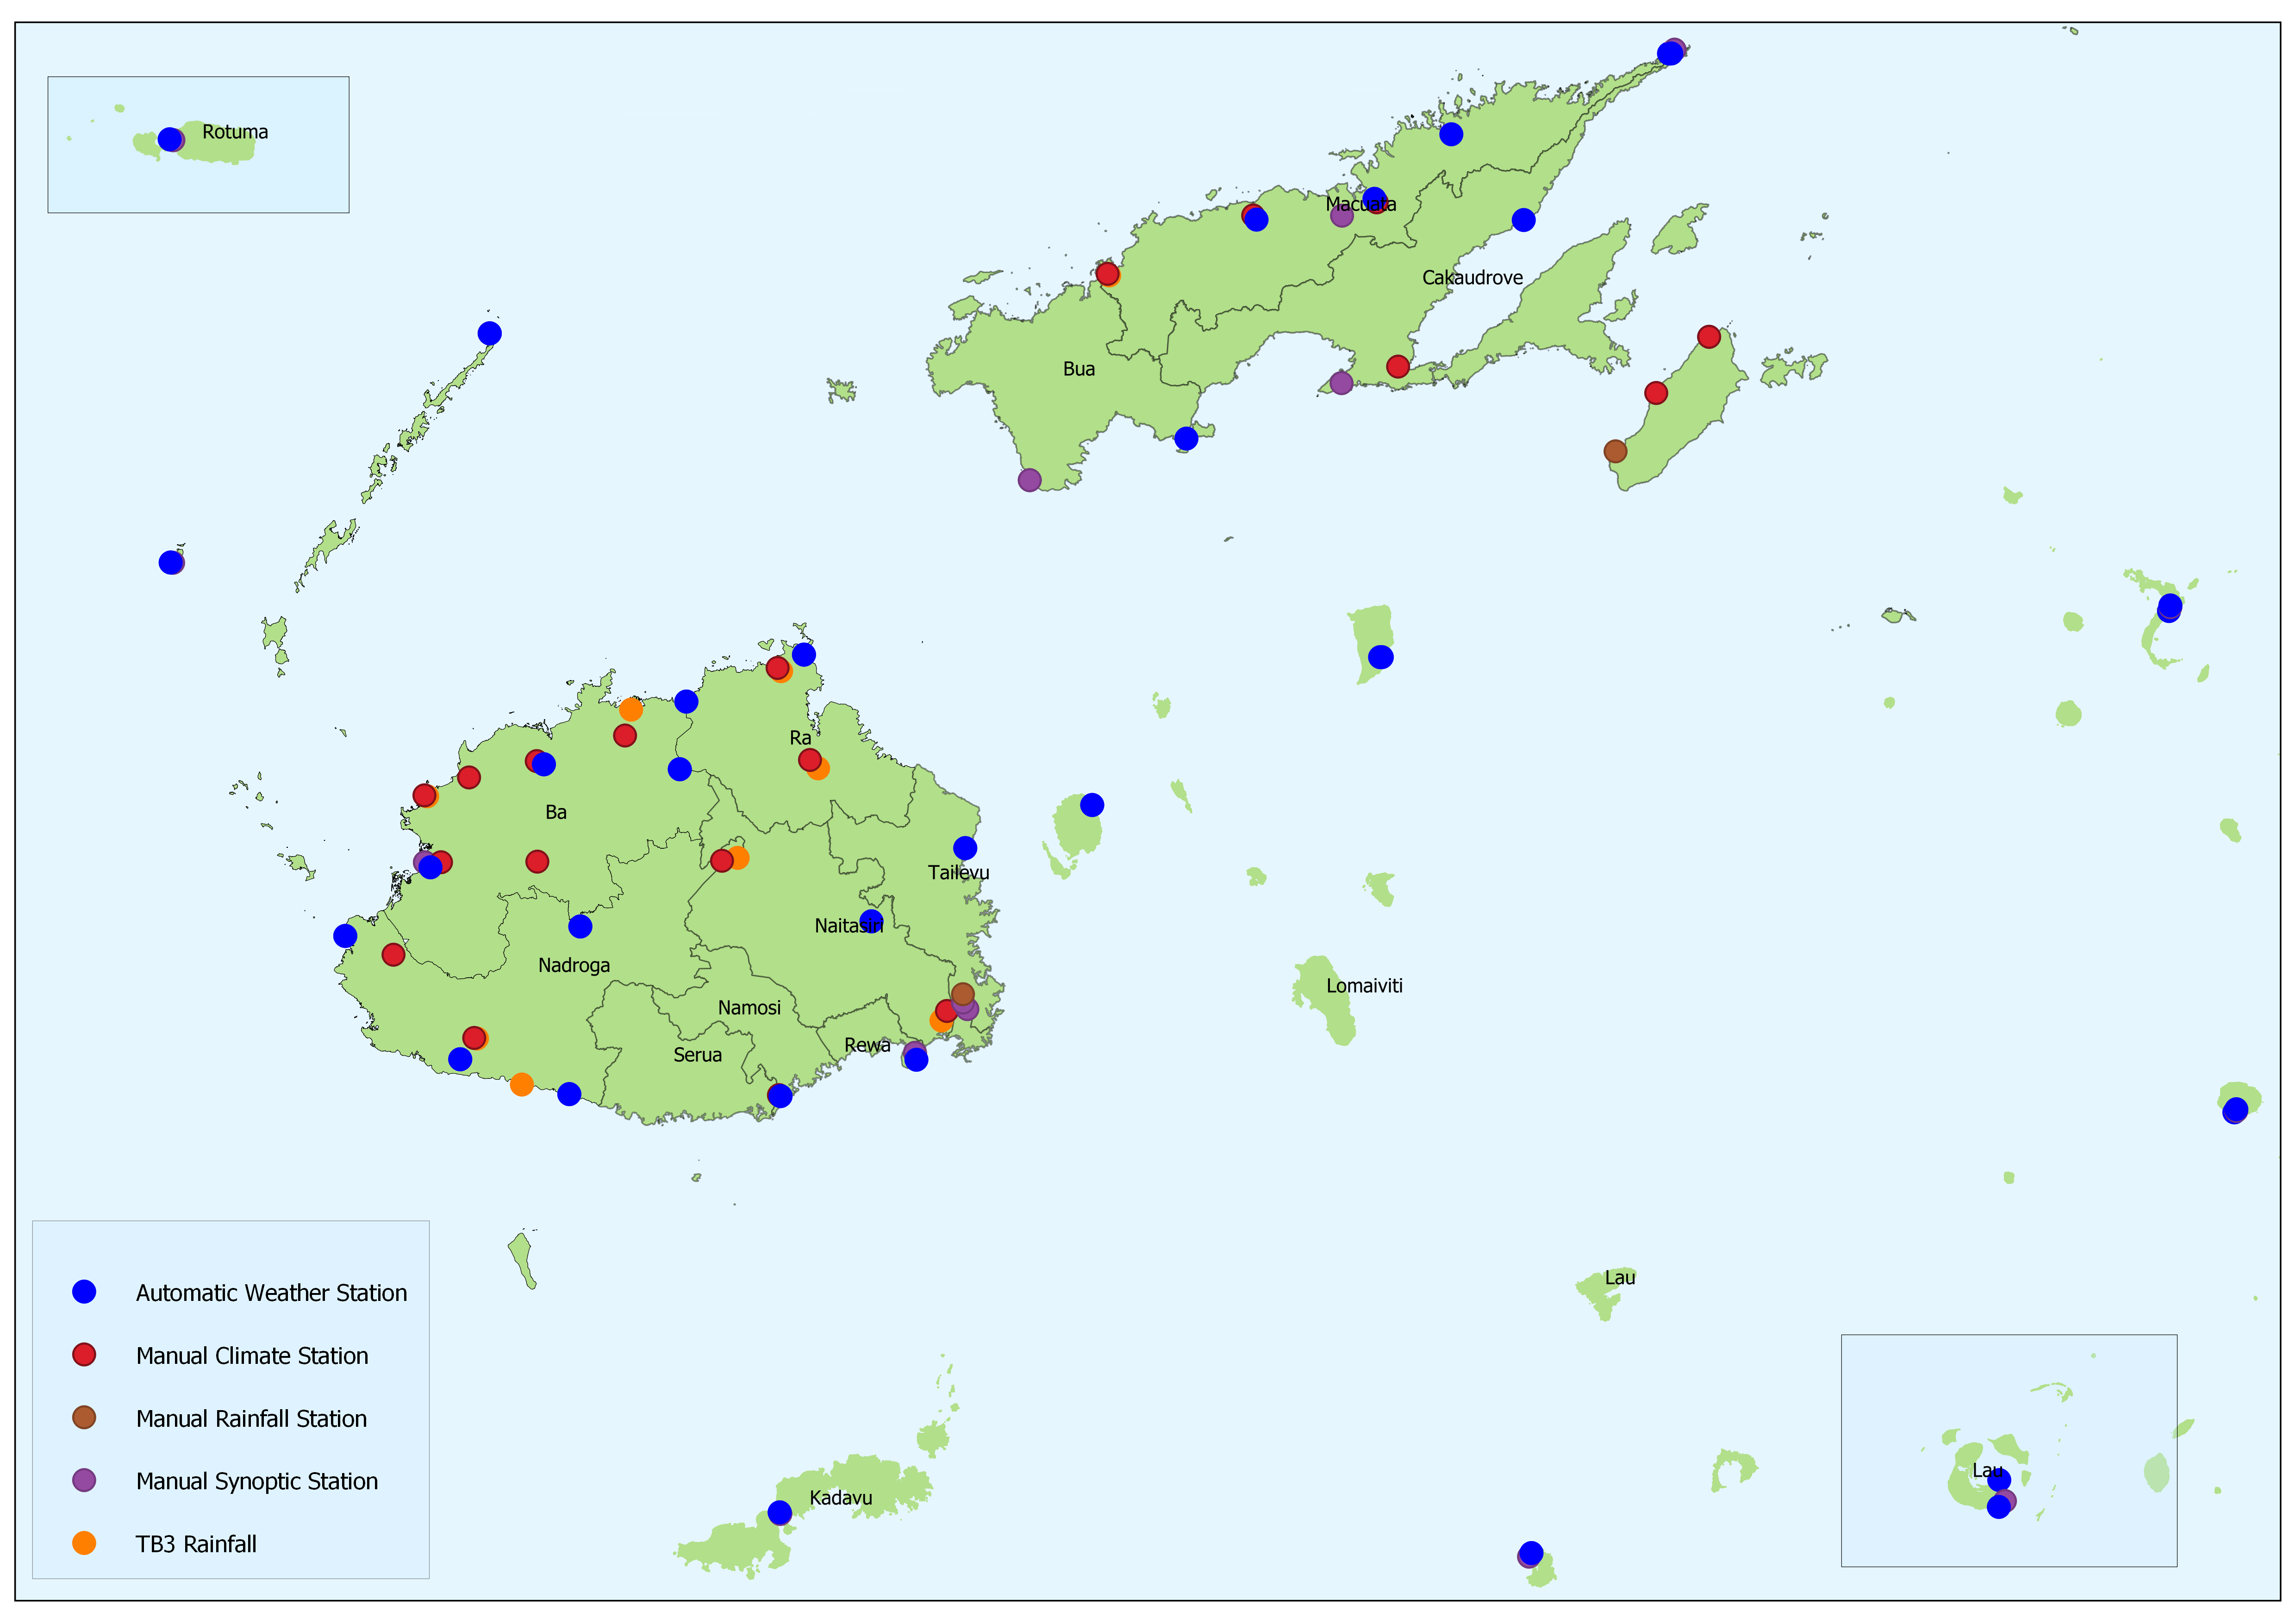 Rotuma
Macuata
Cakaudrove
Bua
Ra
Ba
Tailevu
Naitasiri
Nadroga
Lomaiviti
Namosi
Rewa
Serua
Lau
Automatic Weather Station
Manual Climate Station
Manual Rainfall Station
Manual Synoptic Station
TB3 Rainfall
Lau
Kadavu